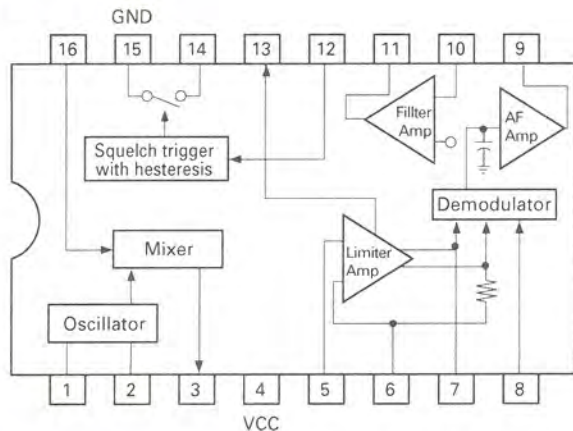 GND
16 15 14 13 12 11 10 9
Fillter
Amp
AF
Amp
Squelch trigger
with hesteresis
Demodulator
Mixer
Limiter
Amp
Oscillator
1 2 3 4 5 6 7 8
VCC